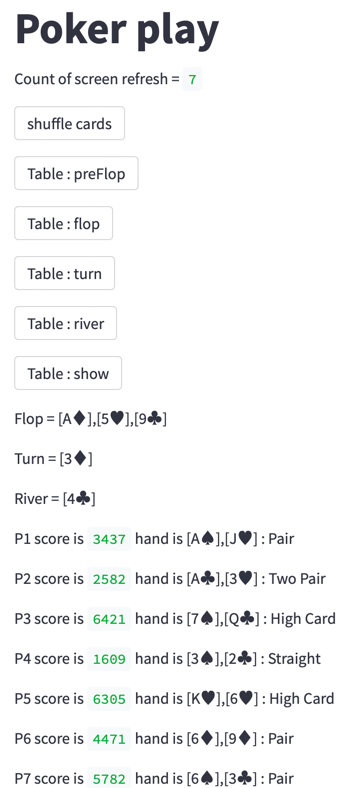 Poker play
Count of screen refresh = 7
shuffle cards
Table : preFlop
Table : flop
Table : turn
Table : river
Table : show
Flop = [A♦],[5♥],[9♣]
Turn = [3♦]
River = [4♣]
P1 score is 3437 hand is [A♠],[J♥] : Pair
P2 score is 2582 hand is [A♣],[3♥] : Two Pair
P3 score is 6421 hand is [7♠],[Q♣] : High Card
P4 score is 1609 hand is [3♠],[2♣] : Straight
P5 score is 6305 hand is [K♥],[6♥] : High Card
P6 score is 4471 hand is [6♦],[9♦] : Pair
P7 score is 5782 hand is [6♠],[3♣] : Pair